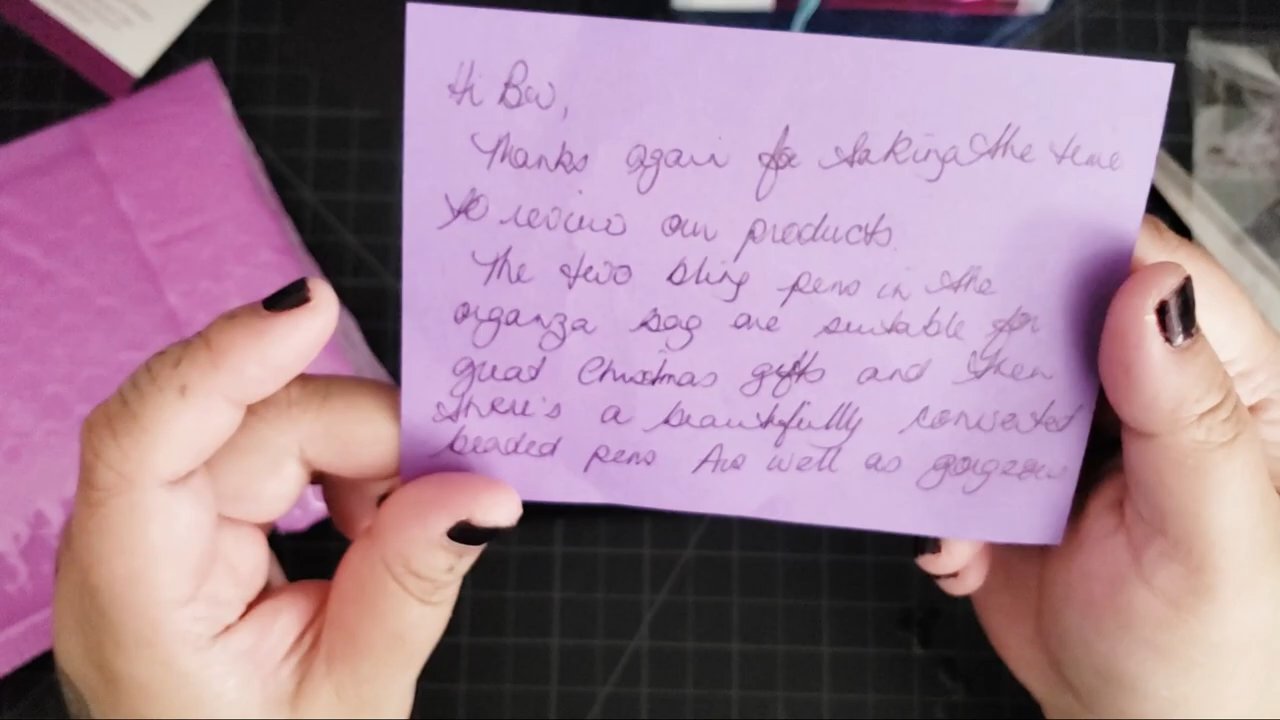 Hi Bev,
Thanks again for taking the time
to review our products.
The two bling pens in the
organza bag are suitable for
great Christmas gifts and then
there's a beautifully
beaded pens As well as gorgeous